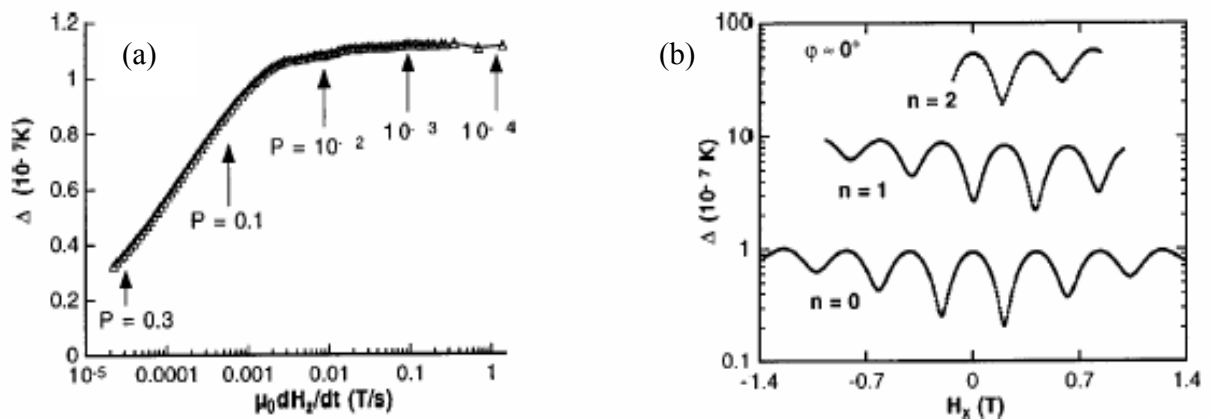 (a)
1.2
1
0.8
0.6
0.4
0.2
0
Δ (10⁻⁷K)
P = 10⁻²
10⁻³
10⁻⁴
P = 0.1
P = 0.3
10⁻⁵ 0.0001 0.001 0.01 0.1 1
μ₀dH_z/dt (T/s)
(b)
100
10
1
0.1
Δ (10⁻⁷ K)
φ ≈ 0°
n = 2
n = 1
n = 0
-1.4 -0.7 0 0.7 1.4
H_x (T)